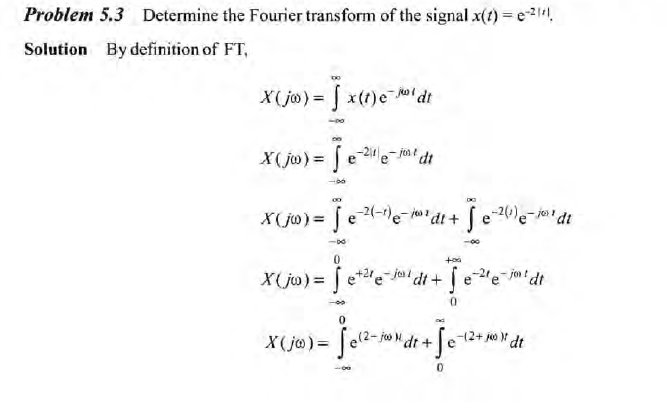 Problem 5.3 Determine the Fourier transform of the signal x(t) = e^{-2|t|}.
Solution By definition of FT,
X(jω) = ∫_{-∞}^{∞} x(t) e^{-jωt} dt
X(jω) = ∫_{-∞}^{∞} e^{-2|t|} e^{-jωt} dt
X(jω) = ∫_{-∞}^{∞} e^{-2(-t)} e^{-jωt} dt + ∫_{-∞}^{∞} e^{-2(t)} e^{-jωt} dt
X(jω) = ∫_{-∞}^{0} e^{+2t} e^{-jωt} dt + ∫_{0}^{+∞} e^{-2t} e^{-jωt} dt
X(jω) = ∫_{-∞}^{0} e^{(2-jω)t} dt + ∫_{0}^{∞} e^{-(2+jω)t} dt